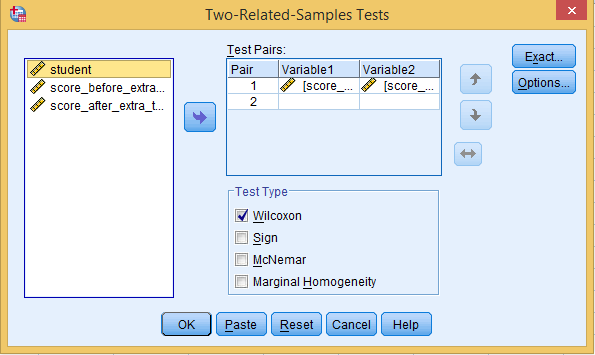 Two-Related-Samples Tests
student
score_before_extra...
score_after_extra_t...
Test Pairs:
Pair Variable1 Variable2
1 [score_... [score_...
2
Test Type
Wilcoxon
Sign
McNemar
Marginal Homogeneity
Exact...
Options...
OK Paste Reset Cancel Help